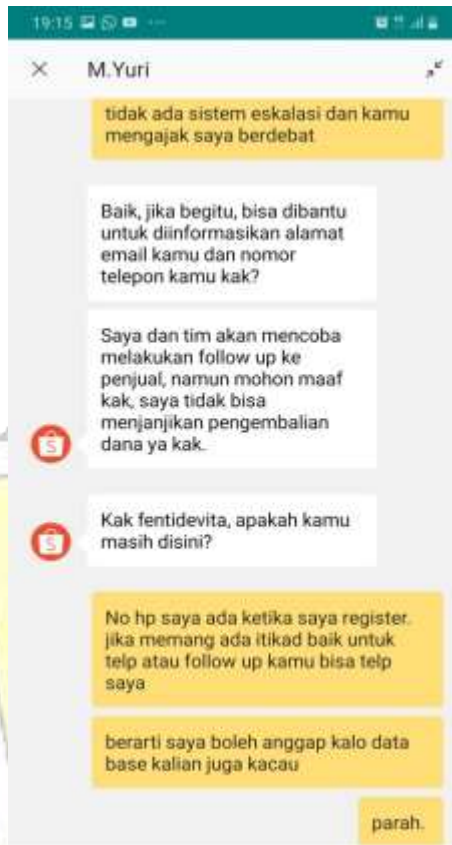 19:15
M.Yuri
tidak ada sistem eskalasi dan kamu
mengajak saya berdebat
Baik, jika begitu, bisa dibantu
untuk diinformasikan alamat
email kamu dan nomor
telepon kamu kak?
Saya dan tim akan mencoba
melakukan follow up ke
penjual, namun mohon maaf
kak, saya tidak bisa
menjanjikan pengembalian
dana ya kak.
Kak fentidevita, apakah kamu
masih disini?
No hp saya ada ketika saya register.
jika memang ada itikad baik untuk
telp atau follow up kamu bisa telp
saya
berarti saya boleh anggap kalo data
base kalian juga kacau
parah.